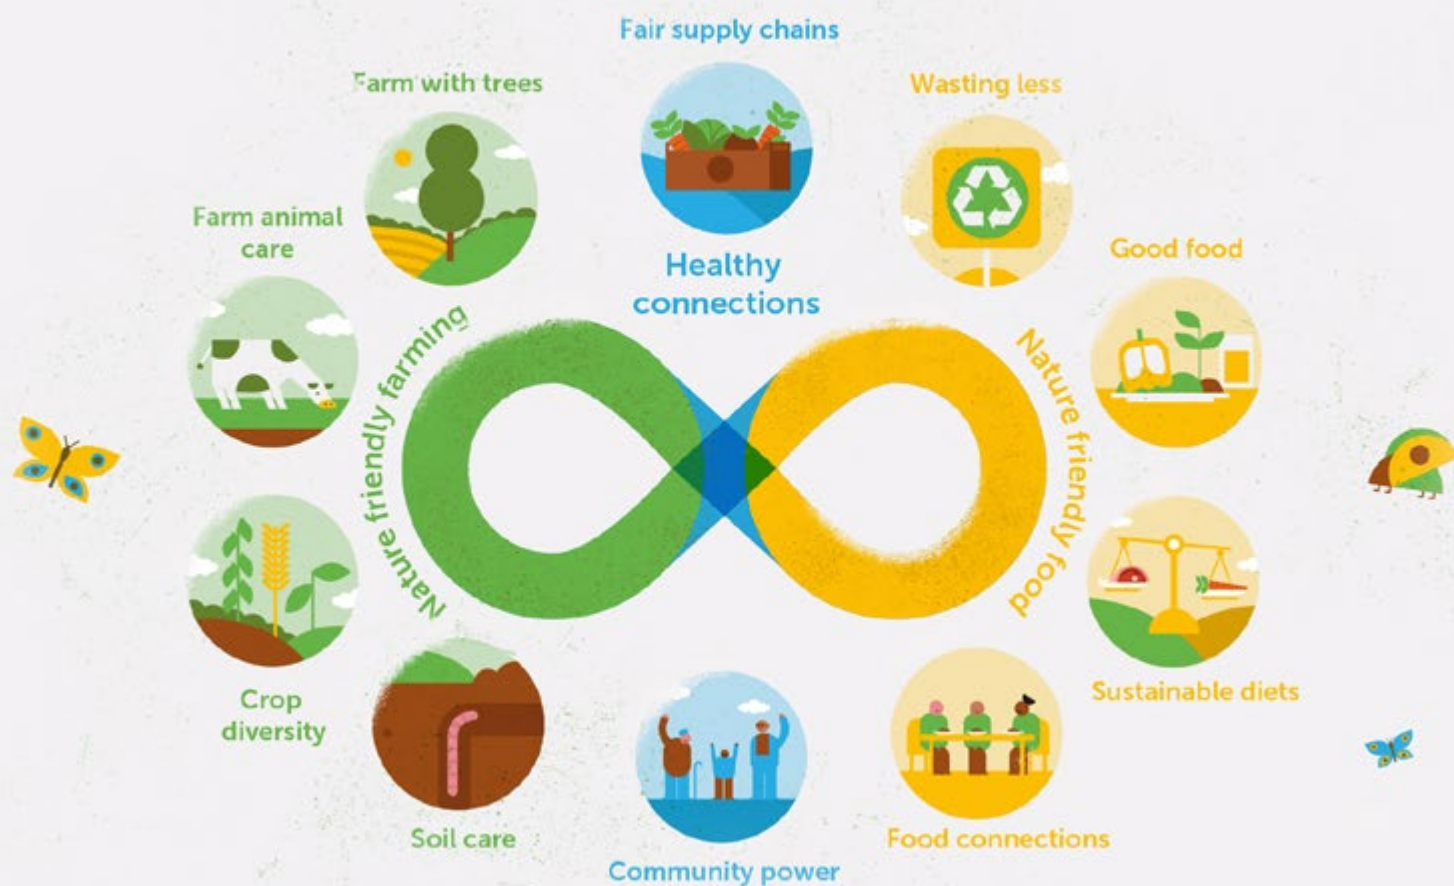 Fair supply chains
Farm with trees
Wasting less
Farm animal
care
Good food
Healthy
connections
Nature friendly farming
Nature friendly food
Crop
diversity
Sustainable diets
Soil care
Food connections
Community power